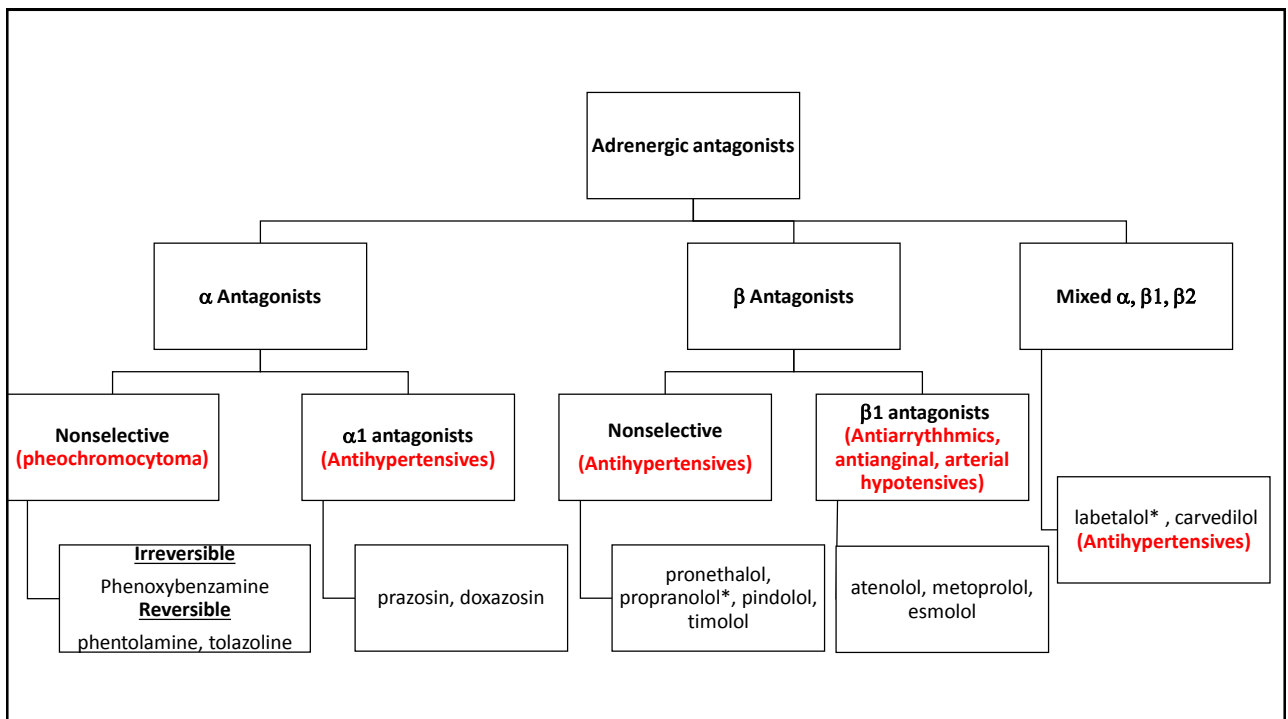 Adrenergic antagonists
α Antagonists
β Antagonists
Mixed α, β1, β2
Nonselective
(pheochromocytoma)
α1 antagonists
(Antihypertensives)
Nonselective
(Antihypertensives)
β1 antagonists
(Antiarrythhmics,
antianginal, arterial
hypotensives)
Irreversible
Phenoxybenzamine
Reversible
phentolamine, tolazoline
prazosin, doxazosin
pronethalol,
propranolol*, pindolol,
timolol
atenolol, metoprolol,
esmolol
labetalol* , carvedilol
(Antihypertensives)